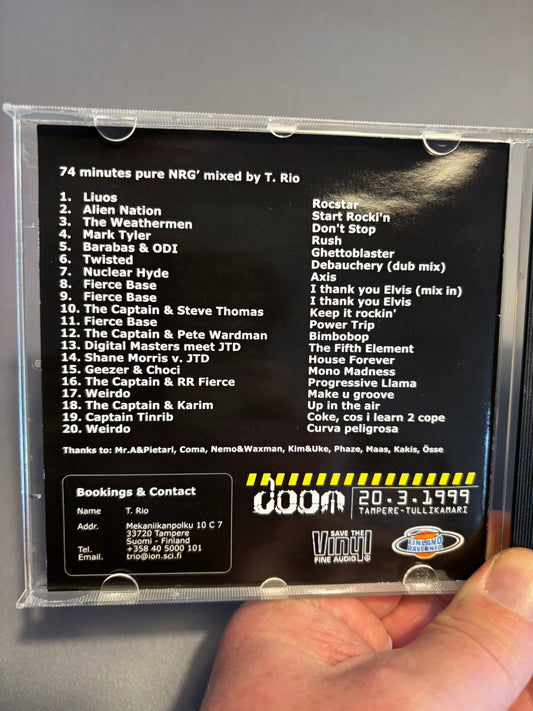 74 minutes pure NRG' mixed by T. Rio
1. Liuos Rocstar
2. Alien Nation Start Rocki'n
3. The Weathermen Don't Stop
4. Mark Tyler Rush
5. Barabas & ODI Ghettoblaster
6. Twisted Debauchery (dub mix)
7. Nuclear Hyde Axis
8. Fierce Base I thank you Elvis (mix in)
9. Fierce Base I thank you Elvis
10. The Captain & Steve Thomas Keep it rockin'
11. Fierce Base Power Trip
12. The Captain & Pete Wardman Bimbobop
13. Digital Masters meet JTD The Fifth Element
14. Shane Morris v. JTD House Forever
15. Geezer & Choci Mono Madness
16. The Captain & RR Fierce Progressive Llama
17. Weirdo Make u groove
18. The Captain & Karim Up in the air
19. Captain Tinrib Coke, cos i learn 2 cope
20. Weirdo Curva peligrosa
Thanks to: Mr.A&Pietari, Coma, Nemo&Waxman, Kim&Uke, Phaze, Maas, Kakis, Össe
Bookings & Contact
Name T. Rio
Addr. Mekaniikanpolku 10 C 7
33720 Tampere
Suomi - Finland
Tel. +358 40 5000 101
Email. trio@ion.sci.fi
doom 20.3.1999
TAMPERE-TULLIKAMARI
SAVE THE
Vinyl
FINE AUDIO
FINLAND
RAVE INFO